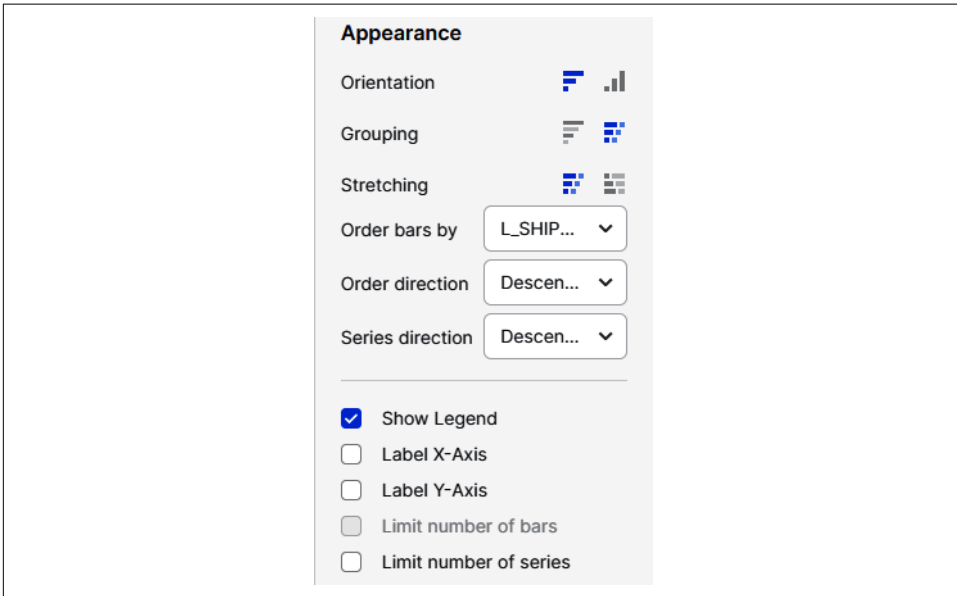 Appearance
Orientation
Grouping
Stretching
Order bars by L_SHIP...
Order direction Descen...
Series direction Descen...
Show Legend
Label X-Axis
Label Y-Axis
Limit number of bars
Limit number of series